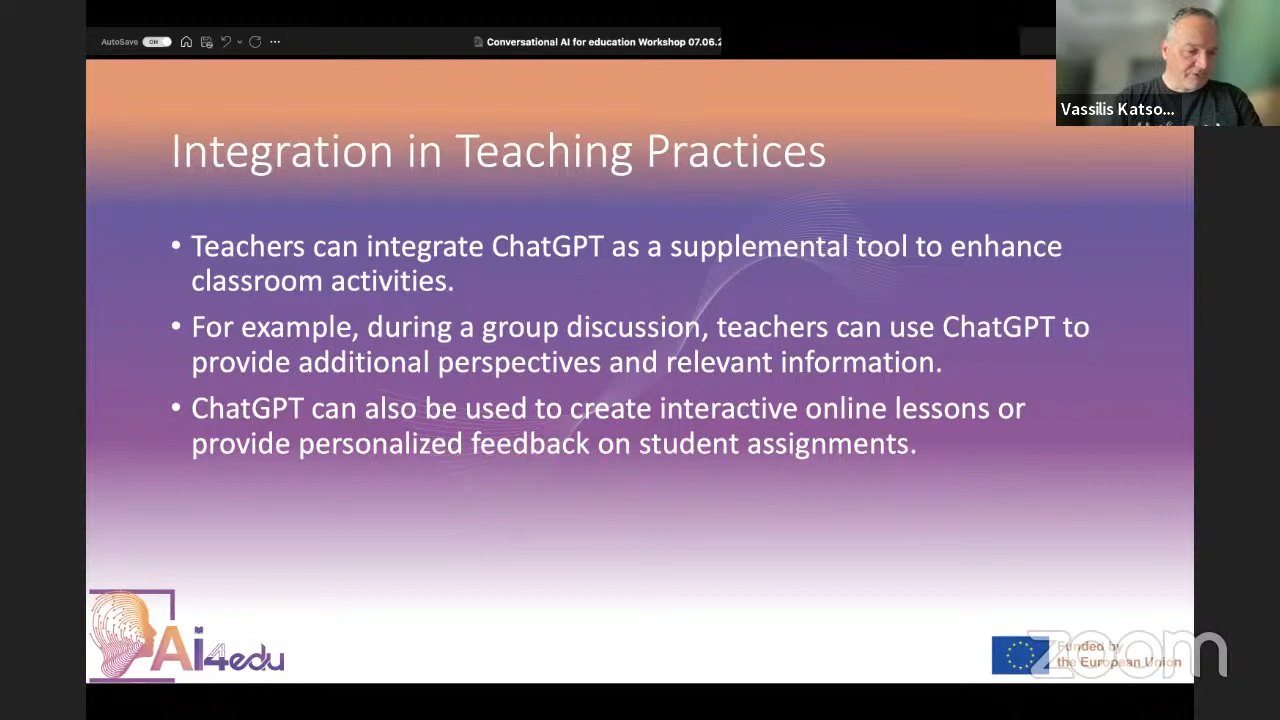 AutoSave ON
Conversational AI for education Workshop 07.06.2
Vassilis Katso...
Integration in Teaching Practices
• Teachers can integrate ChatGPT as a supplemental tool to enhance
classroom activities.
• For example, during a group discussion, teachers can use ChatGPT to
provide additional perspectives and relevant information.
• ChatGPT can also be used to create interactive online lessons or
provide personalized feedback on student assignments.
Ai4edu
Funded by
the European Union
zoom